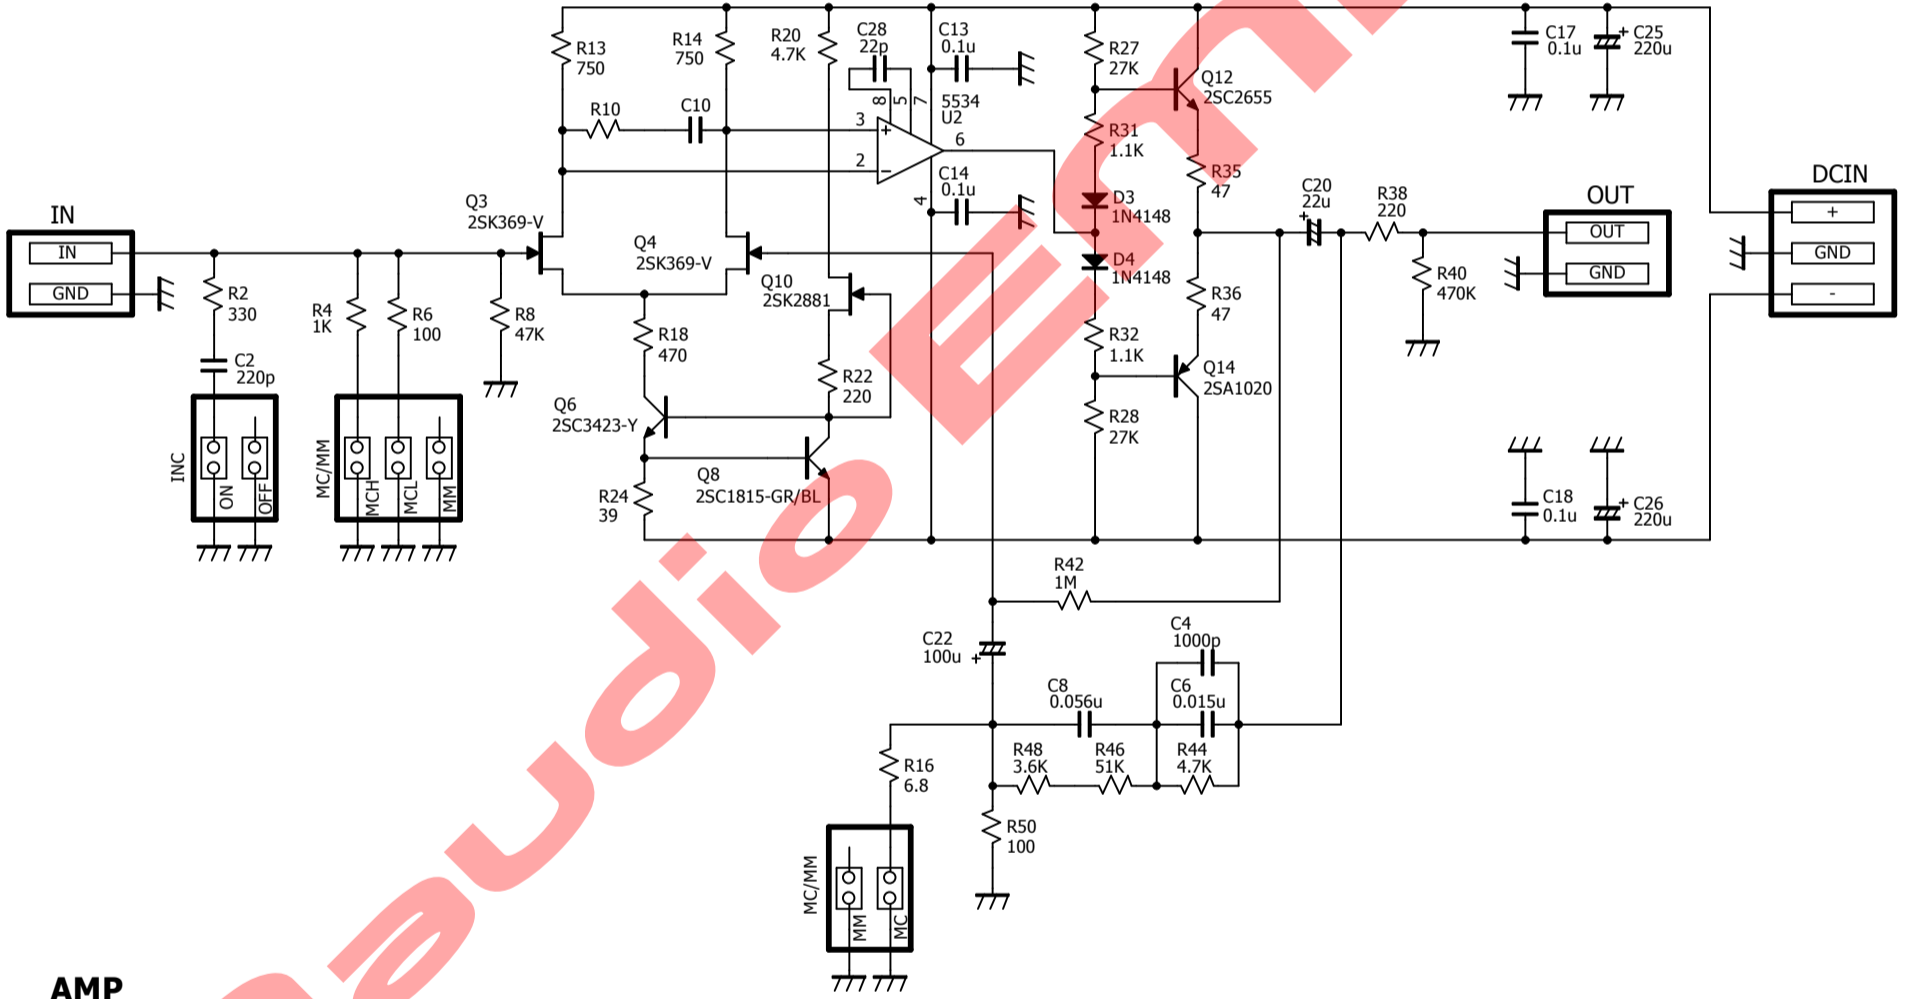 R13
750
R14
750
R20
4.7K
C28
22p
C13
0.1u
R27
27K
Q12
2SC2655
C17
0.1u
C25
220u
+
R10
C10
8
5
7
5534
U2
3
+
2
−
6
4
C14
0.1u
R31
1.1K
D3
1N4148
R35
47
C20
22u
+
R38
220
OUT
OUT
GND
DCIN
+
GND
-
IN
IN
GND
Q3
2SK369-V
Q4
2SK369-V
Q10
2SK2881
D4
1N4148
R36
47
R40
470K
R2
330
R4
1K
R6
100
R8
47K
R18
470
R32
1.1K
C2
220p
R22
220
Q14
2SA1020
Q6
2SC3423-Y
R28
27K
INC
ON
OFF
MC/MM
MCH
MCL
MM
Q8
2SC1815-GR/BL
R24
39
C18
0.1u
C26
220u
+
R42
1M
C22
100u
+
C4
1000p
C8
0.056u
C6
0.015u
R16
6.8
R48
3.6K
R46
51K
R44
4.7K
R50
100
MC/MM
MM
MC
AMP